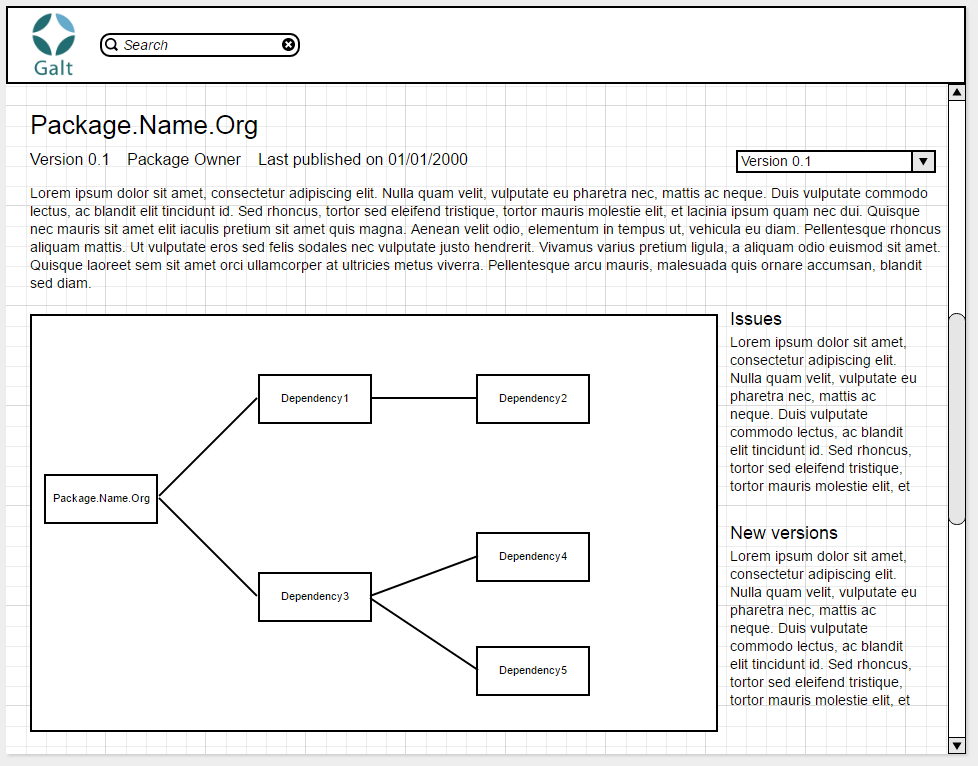 Galt
Search
Package.Name.Org
Version 0.1 Package Owner Last published on 01/01/2000
Version 0.1
Lorem ipsum dolor sit amet, consectetur adipiscing elit. Nulla quam velit, vulputate eu pharetra nec, mattis ac neque. Duis vulputate commodo
lectus, ac blandit elit tincidunt id. Sed rhoncus, tortor sed eleifend tristique, tortor mauris molestie elit, et lacinia ipsum quam nec dui. Quisque
nec mauris sit amet elit iaculis pretium sit amet quis magna. Aenean velit odio, elementum in tempus ut, vehicula eu diam. Pellentesque rhoncus
aliquam mattis. Ut vulputate eros sed felis sodales nec vulputate justo hendrerit. Vivamus varius pretium ligula, a aliquam odio euismod sit amet.
Quisque laoreet sem sit amet orci ullamcorper at ultricies metus viverra. Pellentesque arcu mauris, malesuada quis ornare accumsan, blandit
sed diam.
Package.Name.Org
Dependency1
Dependency2
Dependency3
Dependency4
Dependency5
Issues
Lorem ipsum dolor sit amet,
consectetur adipiscing elit.
Nulla quam velit, vulputate eu
pharetra nec, mattis ac
neque. Duis vulputate
commodo lectus, ac blandit
elit tincidunt id. Sed rhoncus,
tortor sed eleifend tristique,
tortor mauris molestie elit, et
New versions
Lorem ipsum dolor sit amet,
consectetur adipiscing elit.
Nulla quam velit, vulputate eu
pharetra nec, mattis ac
neque. Duis vulputate
commodo lectus, ac blandit
elit tincidunt id. Sed rhoncus,
tortor sed eleifend tristique,
tortor mauris molestie elit, et